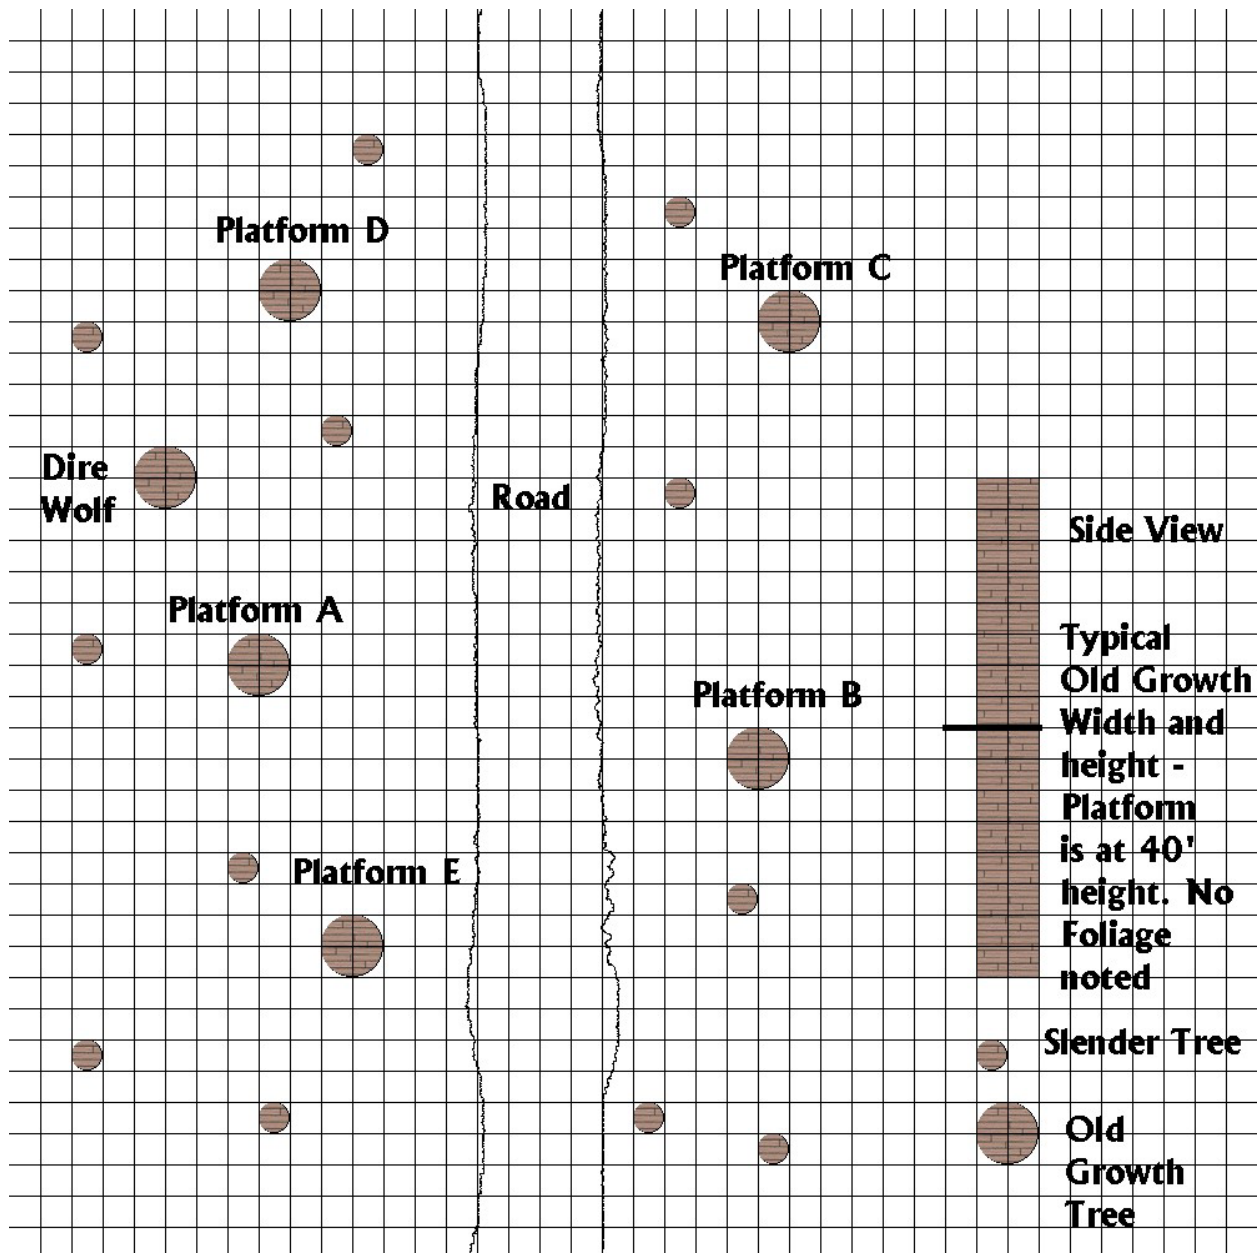 Platform D
Platform C
Dire
Wolf
Road
Side View
Platform A
Typical
Old Growth
Width and
height -
Platform
is at 40'
height. No
Foliage
noted
Platform B
Platform E
Slender Tree
Old
Growth
Tree